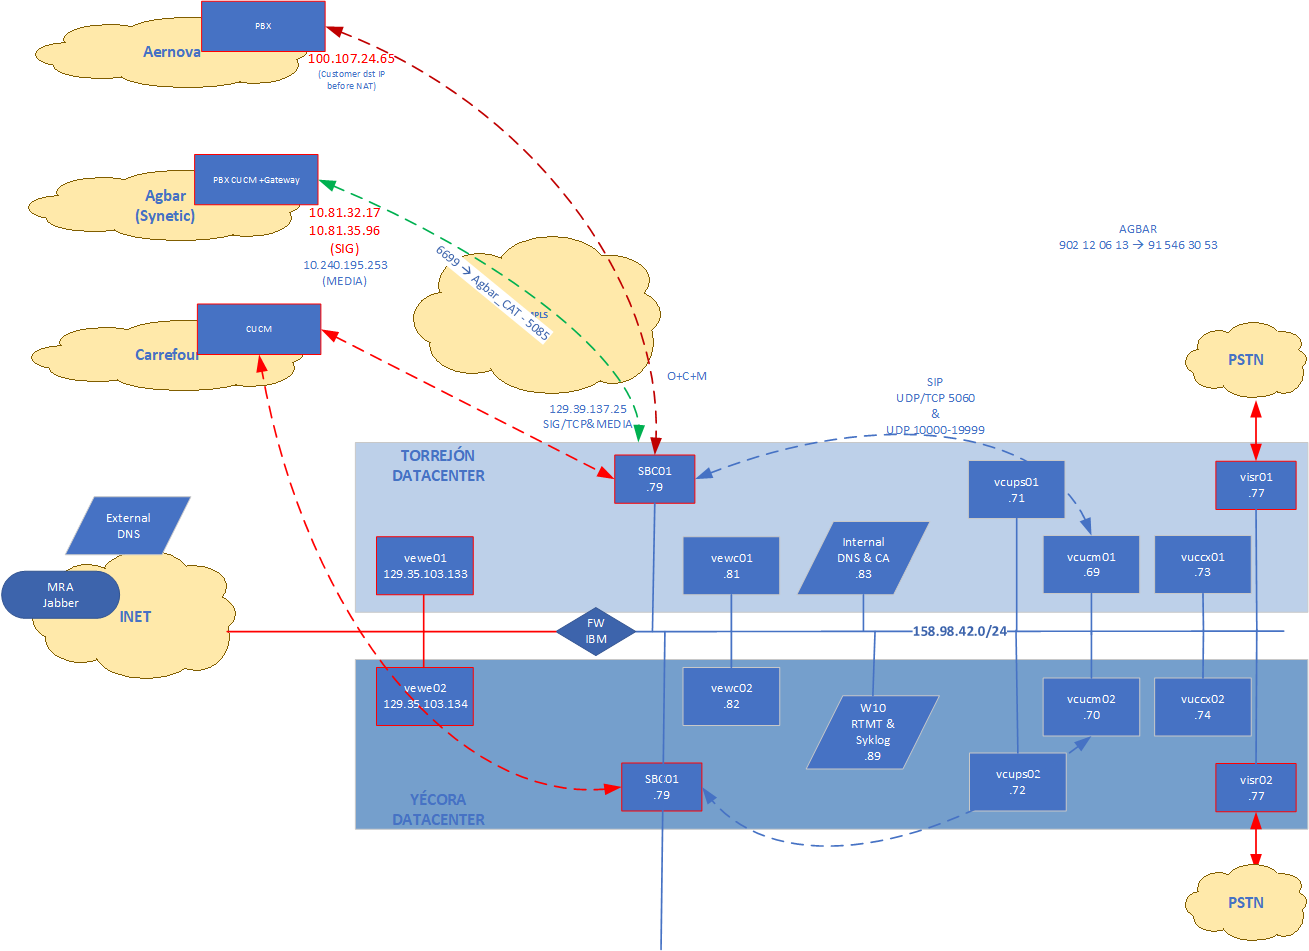 PBX
Aernova
100.107.24.65
(Customer dst IP
before NAT)
PBX CUCM +Gateway
Agbar
(Synetic)
10.81.32.17
10.81.35.96
(SIG)
10.240.195.253
(MEDIA)
AGBAR
902 12 06 13 → 91 546 30 53
6699 → Agbar_CAT - 5085
MPLS
CUCM
Carrefour
PSTN
O+C+M
SIP
UDP/TCP 5060
&
UDP 10000-19999
129.39.137.25
SIG/TCP&MEDIA
TORREJÓN
DATACENTER
SBC01
.79
vcups01
.71
visr01
.77
External
DNS
vewe01
129.35.103.133
vewc01
.81
Internal
DNS & CA
.83
vcucm01
.69
vuccx01
.73
MRA
Jabber
INET
FW
IBM
158.98.42.0/24
vewe02
129.35.103.134
vewc02
.82
W10
RTMT &
Syklog
.89
vcucm02
.70
vuccx02
.74
SBC01
.79
vcups02
.72
visr02
.77
YÉCORA
DATACENTER
PSTN